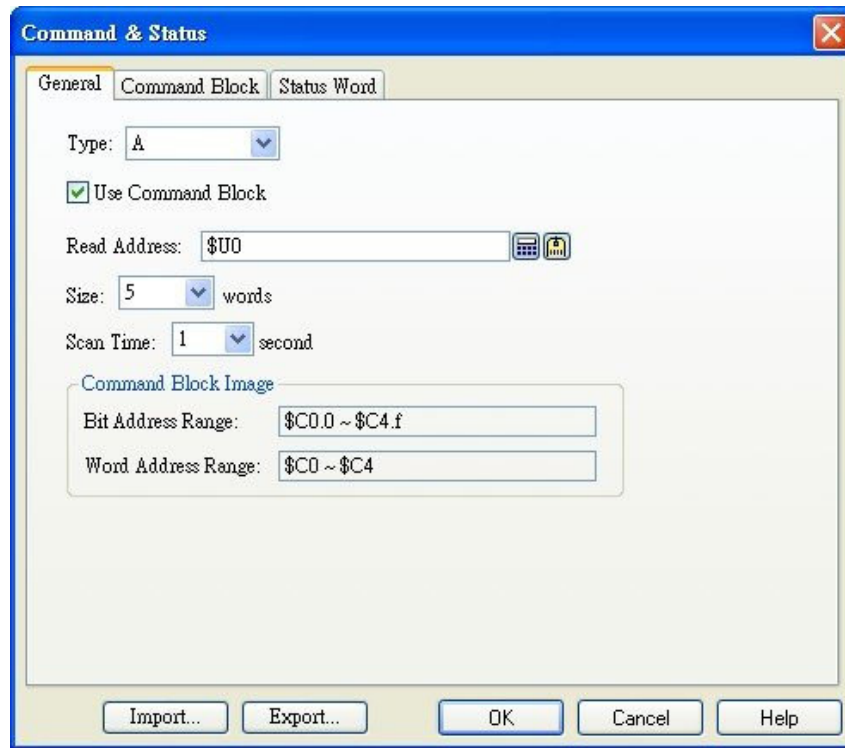 Command & Status
General Command Block Status Word
Type: A
Use Command Block
Read Address: $U0
Size: 5 words
Scan Time: 1 second
Command Block Image
Bit Address Range: $C0.0 ~ $C4.f
Word Address Range: $C0 ~ $C4
Import... Export... OK Cancel Help